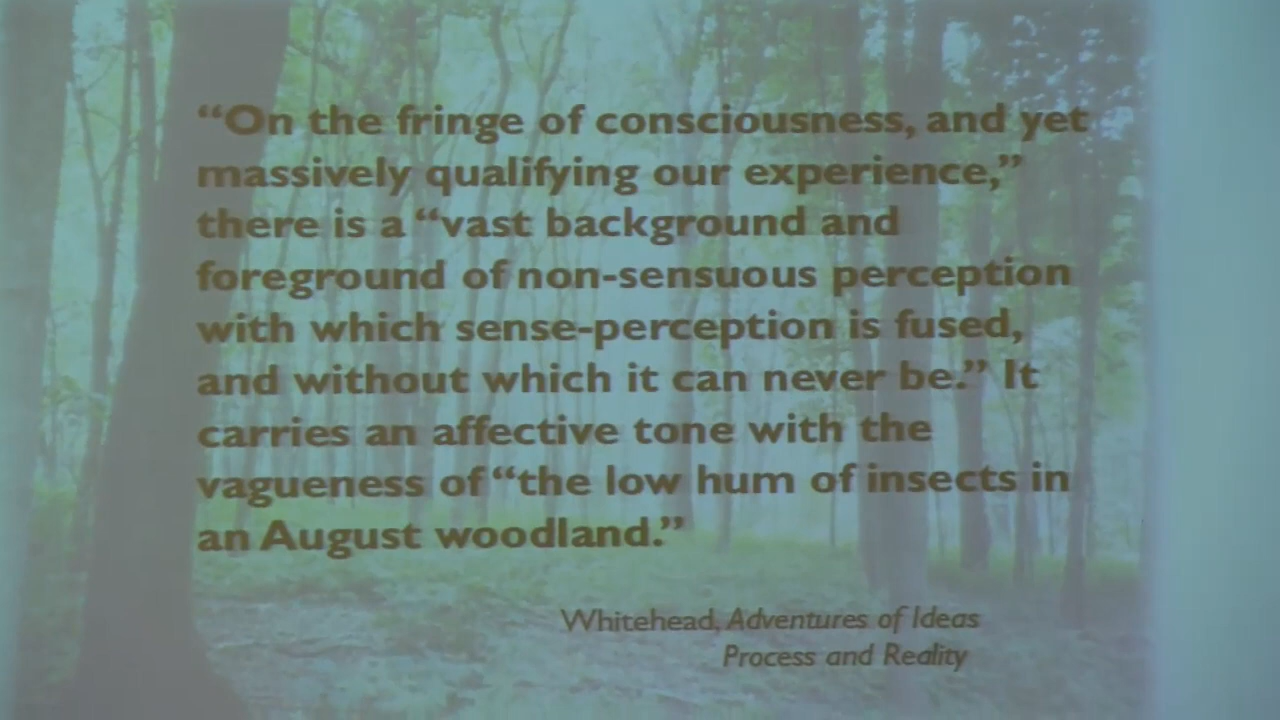 “On the fringe of consciousness, and yet
massively qualifying our experience,”
there is a “vast background and
foreground of non-sensuous perception
with which sense-perception is fused,
and without which it can never be.” It
carries an affective tone with the
vagueness of “the low hum of insects in
an August woodland.”
Whitehead, Adventures of Ideas
Process and Reality